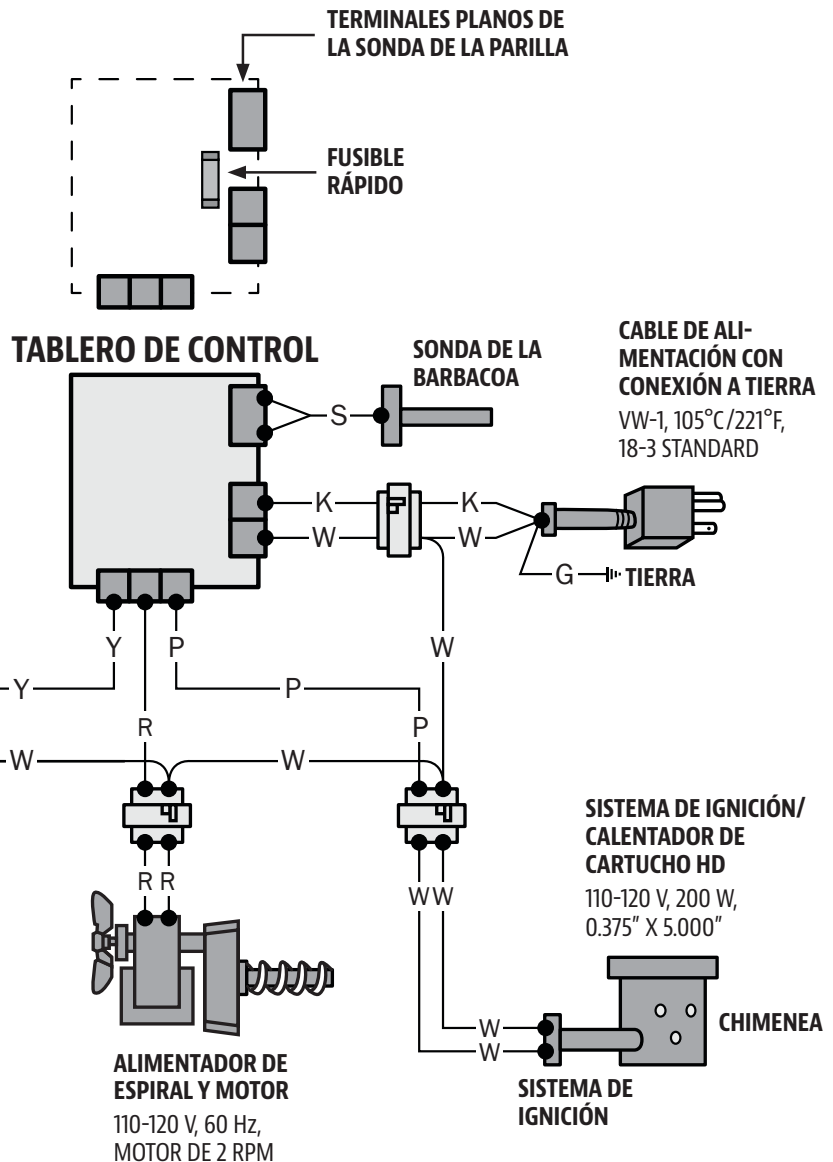 TERMINALES PLANOS DE
LA SONDA DE LA PARILLA
FUSIBLE
RÁPIDO
TABLERO DE CONTROL
SONDA DE LA
BARBACOA
CABLE DE ALI-
MENTACIÓN CON
CONEXIÓN A TIERRA
VW-1, 105°C/221°F,
18-3 STANDARD
S
K
K
W
W
G
TIERRA
Y
P
W
Y
P
R
P
W
W
R R
W W
SISTEMA DE IGNICIÓN/
CALENTADOR DE
CARTUCHO HD
110-120 V, 200 W,
0.375" X 5.000"
W
W
CHIMENEA
SISTEMA DE
IGNICIÓN
ALIMENTADOR DE
ESPIRAL Y MOTOR
110-120 V, 60 Hz,
MOTOR DE 2 RPM